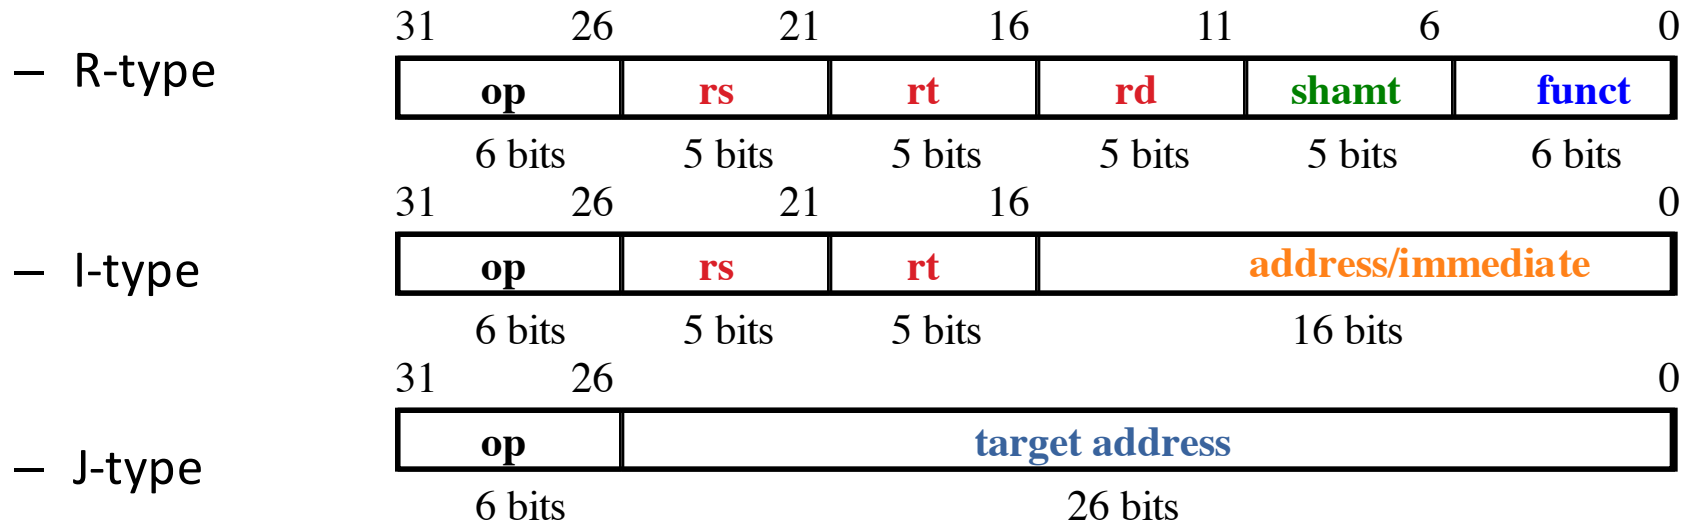 31 26 21 16 11 6 0
– R-type op rs rt rd shamt funct
6 bits 5 bits 5 bits 5 bits 5 bits 6 bits
31 26 21 16 0
– I-type op rs rt address/immediate
6 bits 5 bits 5 bits 16 bits
31 26 0
– J-type op target address
6 bits 26 bits